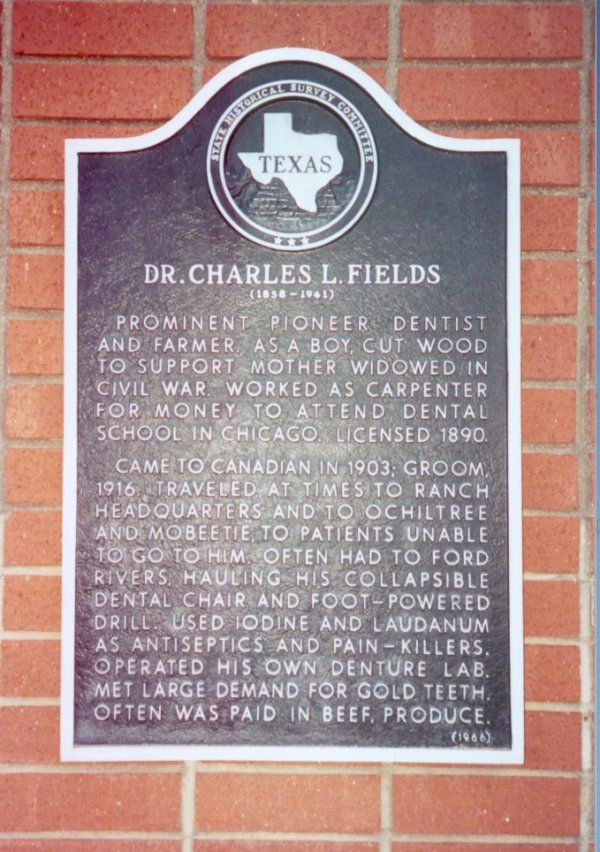 STATE HISTORICAL SURVEY COMMITTEE
TEXAS
DR. CHARLES L. FIELDS
(1858-1941)
PROMINENT PIONEER DENTIST
AND FARMER. AS A BOY, CUT WOOD
TO SUPPORT MOTHER WIDOWED IN
CIVIL WAR. WORKED AS CARPENTER
FOR MONEY TO ATTEND DENTAL
SCHOOL IN CHICAGO. LICENSED 1890.
CAME TO CANADIAN IN 1903; GROOM,
1916. TRAVELED AT TIMES TO RANCH
HEADQUARTERS AND TO OCHILTREE
AND MOBEETIE, TO PATIENTS UNABLE
TO GO TO HIM. OFTEN HAD TO FORD
RIVERS, HAULING HIS COLLAPSIBLE
DENTAL CHAIR AND FOOT-POWERED
DRILL. USED IODINE AND LAUDANUM
AS ANTISEPTICS AND PAIN-KILLERS.
OPERATED HIS OWN DENTURE LAB.
MET LARGE DEMAND FOR GOLD TEETH.
OFTEN WAS PAID IN BEEF, PRODUCE.
(1966)